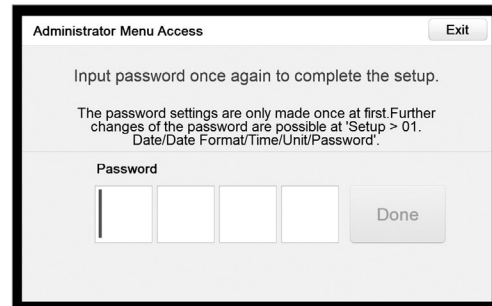 Administrator Menu Access
Exit
Input password once again to complete the setup.
The password settings are only made once at first.Further
changes of the password are possible at 'Setup > 01.
Date/Date Format/Time/Unit/Password'.
Password
Done